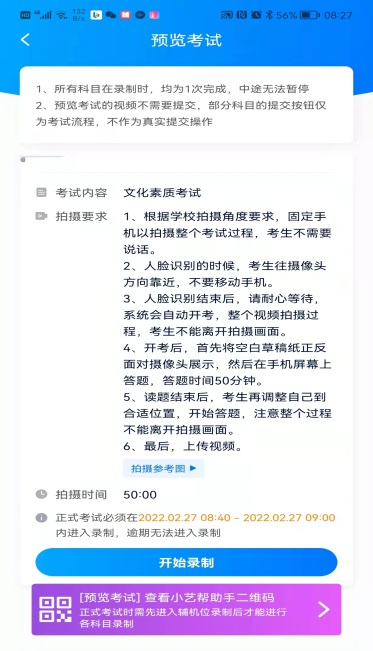 HD 4G 132 B/s 56% 08:27
预览考试
1、所有科目在录制时，均为1次完成，中途无法暂停
2、预览考试的视频不需要提交，部分科目的提交按钮仅
为考试流程，不作为真实提交操作
考试内容 文化素质考试
拍摄要求 1、根据学校拍摄角度要求，固定手
机以拍摄整个考试过程，考生不需要
说话。
2、人脸识别的时候，考生往摄像头
方向靠近，不要移动手机。
3、人脸识别结束后，请耐心等待，
系统会自动开考，整个视频拍摄过
程，考生不能离开拍摄画面。
4、开考后，首先将空白草稿纸正反
面对摄像头展示，然后在手机屏幕上
答题，答题时间50分钟。
5、读题结束后，考生再调整自己到
合适位置，开始答题，注意整个过程
不能离开拍摄画面。
6、最后，上传视频。
拍摄参考图
拍摄时间 50:00
正式考试必须在2022.02.27 08:40 - 2022.02.27 09:00
内进入录制，逾期无法进入录制
开始录制
[预览考试] 查看小艺帮助手二维码
正式考试时需先进入辅机位录制后才能进行
各科目录制